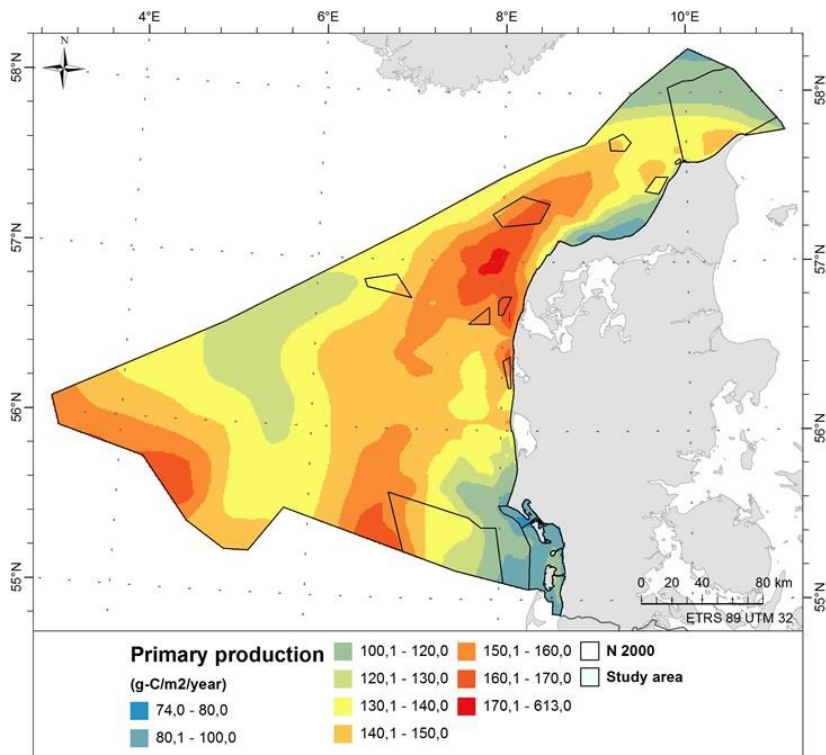 4°E 6°E 8°E 10°E
N
58°N 58°N
57°N 57°N
56°N 56°N
55°N 55°N
0 20 40 80 km
ETRS 89 UTM 32
Primary production
(g-C/m2/year)
74,0 - 80,0
80,1 - 100,0
100,1 - 120,0
120,1 - 130,0
130,1 - 140,0
140,1 - 150,0
150,1 - 160,0
160,1 - 170,0
170,1 - 613,0
N 2000
Study area